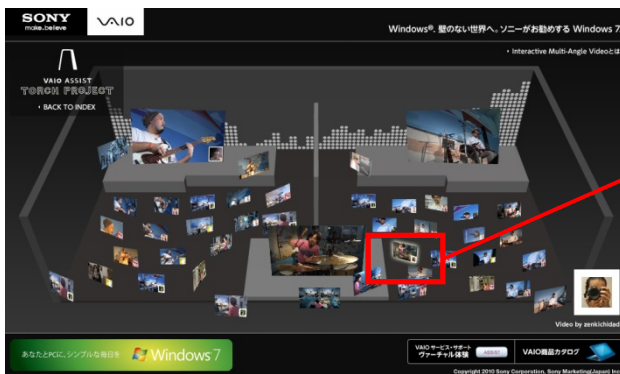 SONY
make.believe
VAIO
Windows®. 壁のない世界へ。ソニーがお勧めする Windows 7
Interactive Multi-Angle Videoとは
VAIO ASSIST
TORCH PROJECT
BACK TO INDEX
Video by zenkichidad
あなたとPCに、シンプルな毎日を
Windows 7
VAIO サービス・サポート
ヴァーチャル体験
ASSIST
VAIO商品カタログ
Copyright 2010 Sony Corporation, Sony Marketing(Japan) Inc